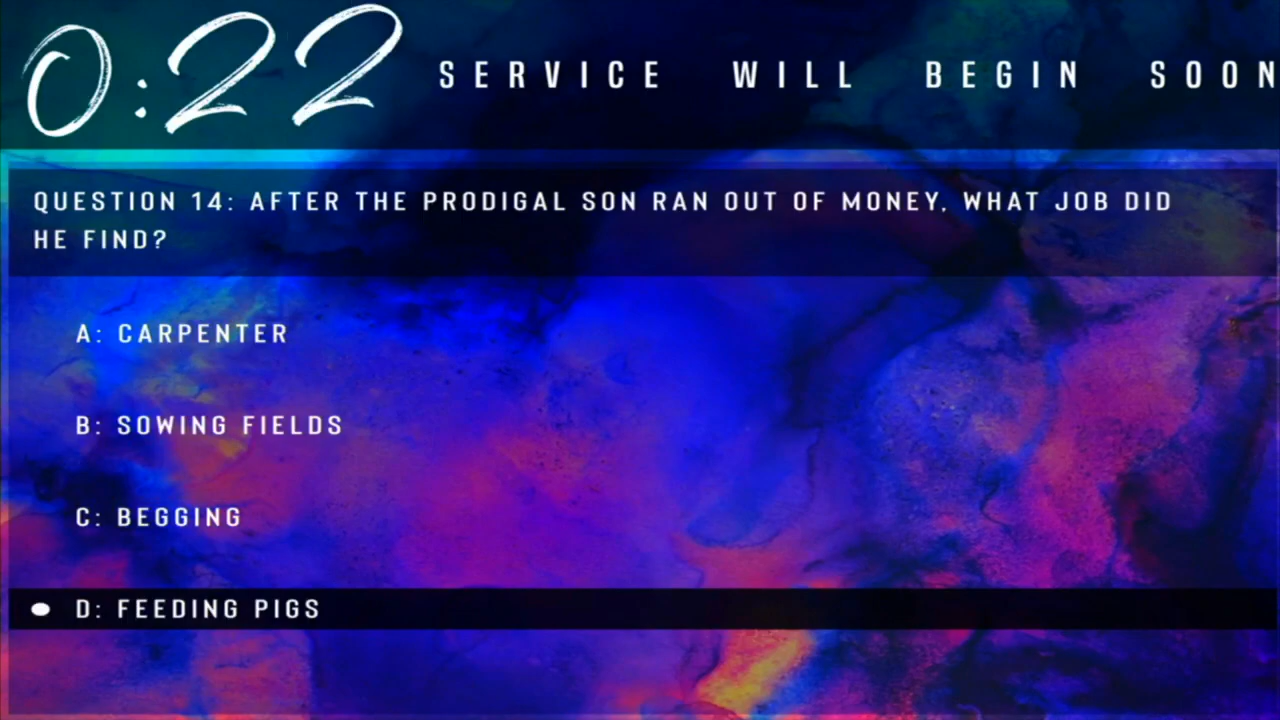 0:22 SERVICE WILL BEGIN SOON
QUESTION 14: AFTER THE PRODIGAL SON RAN OUT OF MONEY, WHAT JOB DID
HE FIND?
A: CARPENTER
B: SOWING FIELDS
C: BEGGING
D: FEEDING PIGS